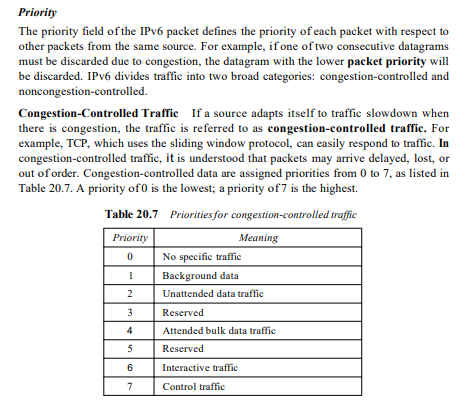 Priority
The priority field of the IPv6 packet defines the priority of each packet with respect to
other packets from the same source. For example, if one of two consecutive datagrams
must be discarded due to congestion, the datagram with the lower packet priority will
be discarded. IPv6 divides traffic into two broad categories: congestion-controlled and
noncongestion-controlled.
Congestion-Controlled Traffic If a source adapts itself to traffic slowdown when
there is congestion, the traffic is referred to as congestion-controlled traffic. For
example, TCP, which uses the sliding window protocol, can easily respond to traffic. In
congestion-controlled traffic, it is understood that packets may arrive delayed, lost, or
out of order. Congestion-controlled data are assigned priorities from 0 to 7, as listed in
Table 20.7. A priority of 0 is the lowest; a priority of 7 is the highest.
Table 20.7 Priorities for congestion-controlled traffic
Priority Meaning
0 No specific traffic
1 Background data
2 Unattended data traffic
3 Reserved
4 Attended bulk data traffic
5 Reserved
6 Interactive traffic
7 Control traffic